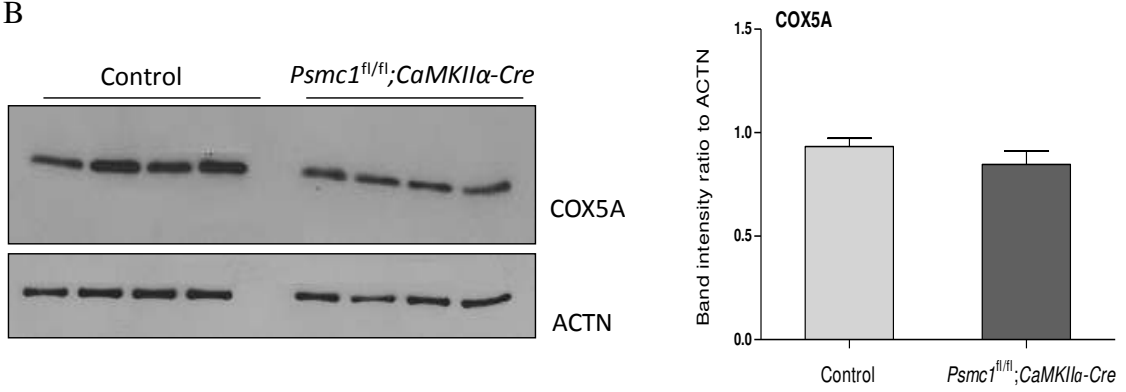 B
Control
Psmc1fl/fl;CaMKIIα-Cre
COX5A
ACTN
COX5A
Band intensity ratio to ACTN
1.5
1.0
0.5
0.0
Control
Psmc1fl/fl;CaMKIIα-Cre